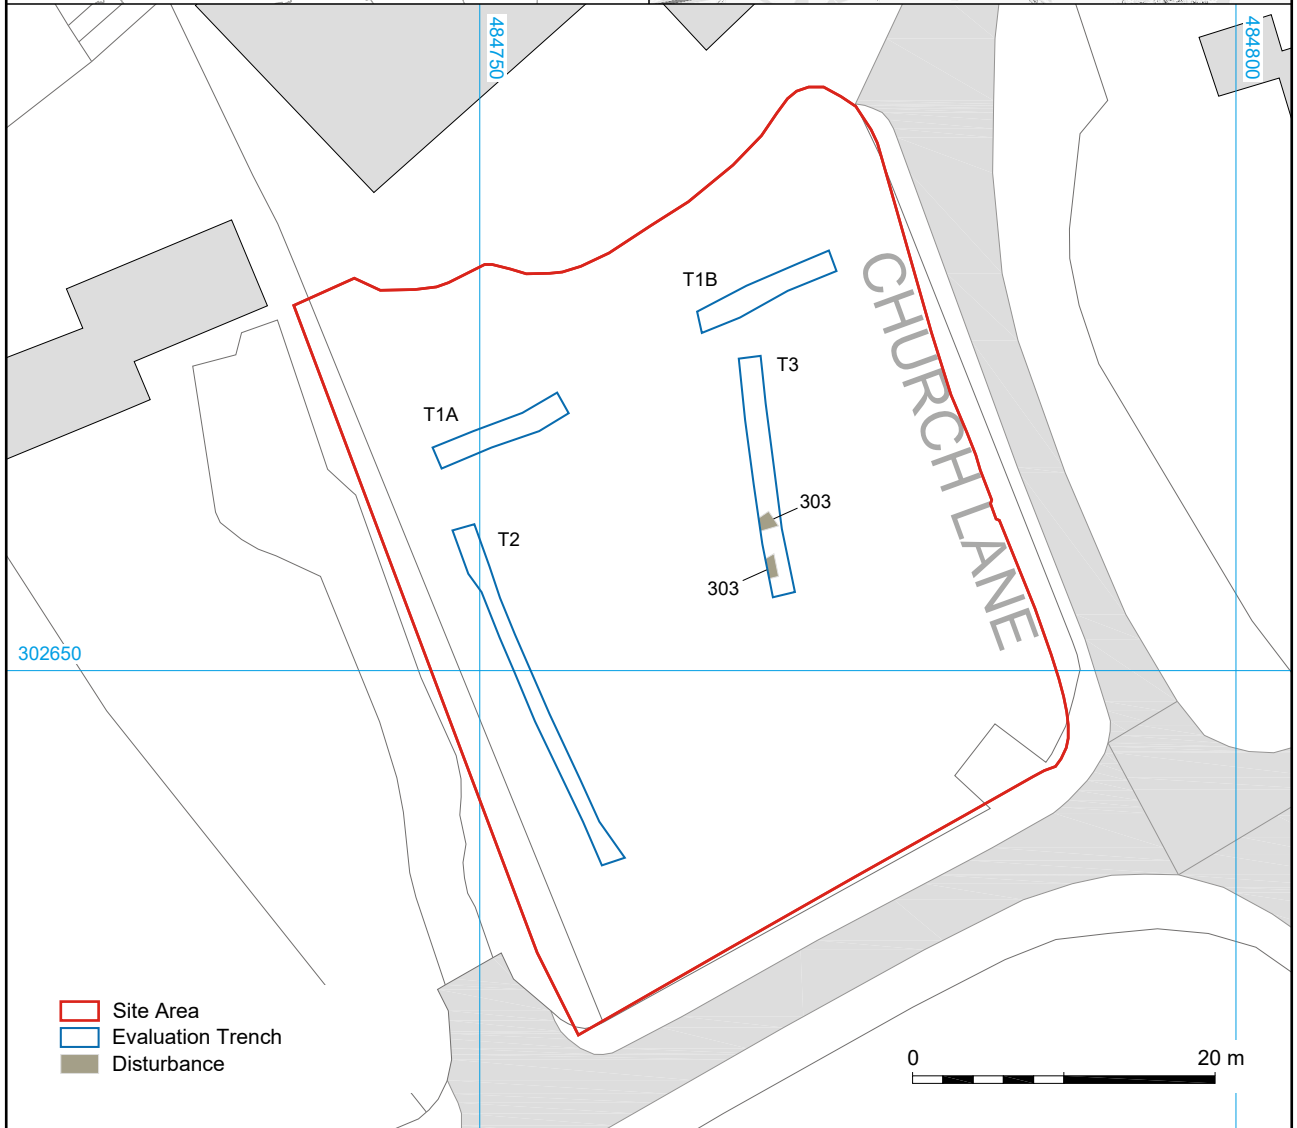 484750
484800
T1B
CHURCH LANE
T3
T1A
303
T2
303
302650
Site Area
Evaluation Trench
Disturbance
0 20 m